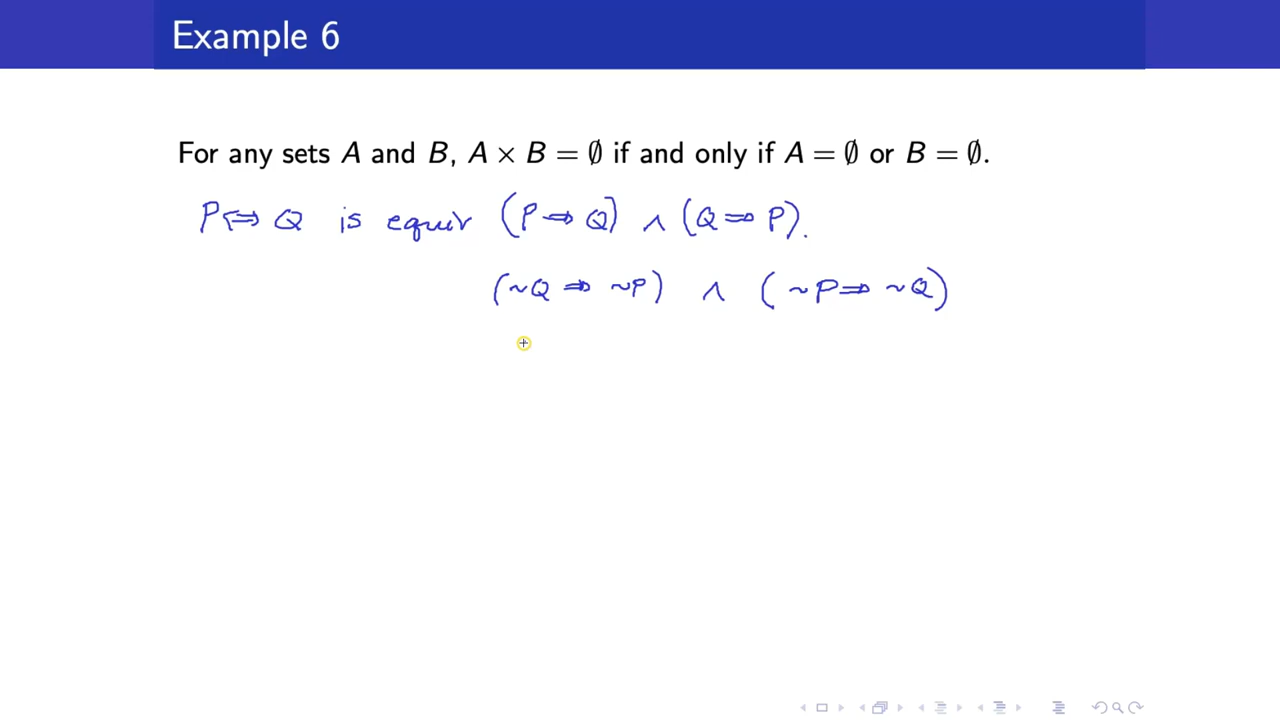 Example 6
For any sets A and B, A × B = ∅ if and only if A = ∅ or B = ∅.
P ⟺ Q is equiv (P ⟹ Q) ∧ (Q ⟹ P).
(~Q ⟹ ~P) ∧ (~P ⟹ ~Q)